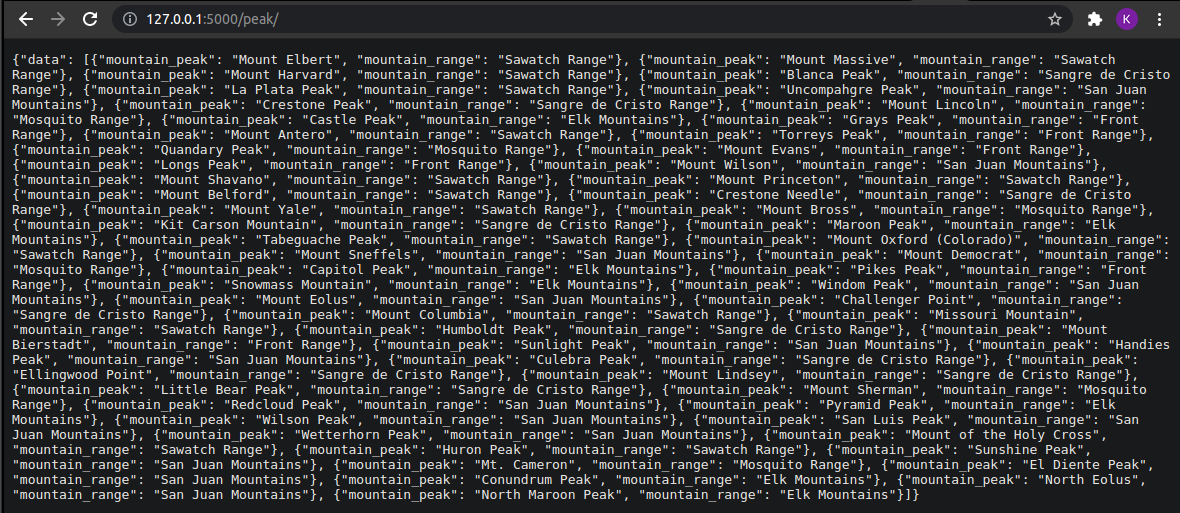 127.0.0.1:5000/peak/
K
{"data": [{"mountain_peak": "Mount Elbert", "mountain_range": "Sawatch Range"}, {"mountain_peak": "Mount Massive", "mountain_range": "Sawatch
Range"}, {"mountain_peak": "Mount Harvard", "mountain_range": "Sawatch Range"}, {"mountain_peak": "Blanca Peak", "mountain_range": "Sangre de Cristo
Range"}, {"mountain_peak": "La Plata Peak", "mountain_range": "Sawatch Range"}, {"mountain_peak": "Uncompahgre Peak", "mountain_range": "San Juan
Mountains"}, {"mountain_peak": "Crestone Peak", "mountain_range": "Sangre de Cristo Range"}, {"mountain_peak": "Mount Lincoln", "mountain_range":
"Mosquito Range"}, {"mountain_peak": "Castle Peak", "mountain_range": "Elk Mountains"}, {"mountain_peak": "Grays Peak", "mountain_range": "Front
Range"}, {"mountain_peak": "Mount Antero", "mountain_range": "Sawatch Range"}, {"mountain_peak": "Torreys Peak", "mountain_range": "Front Range"},
{"mountain_peak": "Quandary Peak", "mountain_range": "Mosquito Range"}, {"mountain_peak": "Mount Evans", "mountain_range": "Front Range"},
{"mountain_peak": "Longs Peak", "mountain_range": "Front Range"}, {"mountain_peak": "Mount Wilson", "mountain_range": "San Juan Mountains"},
{"mountain_peak": "Mount Shavano", "mountain_range": "Sawatch Range"}, {"mountain_peak": "Mount Princeton", "mountain_range": "Sawatch Range"},
{"mountain_peak": "Mount Belford", "mountain_range": "Sawatch Range"}, {"mountain_peak": "Crestone Needle", "mountain_range": "Sangre de Cristo
Range"}, {"mountain_peak": "Mount Yale", "mountain_range": "Sawatch Range"}, {"mountain_peak": "Mount Bross", "mountain_range": "Mosquito Range"},
{"mountain_peak": "Kit Carson Mountain", "mountain_range": "Sangre de Cristo Range"}, {"mountain_peak": "Maroon Peak", "mountain_range": "Elk
Mountains"}, {"mountain_peak": "Tabeguache Peak", "mountain_range": "Sawatch Range"}, {"mountain_peak": "Mount Oxford (Colorado)", "mountain_range":
"Sawatch Range"}, {"mountain_peak": "Mount Sneffels", "mountain_range": "San Juan Mountains"}, {"mountain_peak": "Mount Democrat", "mountain_range":
"Mosquito Range"}, {"mountain_peak": "Capitol Peak", "mountain_range": "Elk Mountains"}, {"mountain_peak": "Pikes Peak", "mountain_range": "Front
Range"}, {"mountain_peak": "Snowmass Mountain", "mountain_range": "Elk Mountains"}, {"mountain_peak": "Windom Peak", "mountain_range": "San Juan
Mountains"}, {"mountain_peak": "Mount Eolus", "mountain_range": "San Juan Mountains"}, {"mountain_peak": "Challenger Point", "mountain_range":
"Sangre de Cristo Range"}, {"mountain_peak": "Mount Columbia", "mountain_range": "Sawatch Range"}, {"mountain_peak": "Missouri Mountain",
"mountain_range": "Sawatch Range"}, {"mountain_peak": "Humboldt Peak", "mountain_range": "Sangre de Cristo Range"}, {"mountain_peak": "Mount
Bierstadt", "mountain_range": "Front Range"}, {"mountain_peak": "Sunlight Peak", "mountain_range": "San Juan Mountains"}, {"mountain_peak": "Handies
Peak", "mountain_range": "San Juan Mountains"}, {"mountain_peak": "Culebra Peak", "mountain_range": "Sangre de Cristo Range"}, {"mountain_peak":
"Ellingwood Point", "mountain_range": "Sangre de Cristo Range"}, {"mountain_peak": "Mount Lindsey", "mountain_range": "Sangre de Cristo Range"},
{"mountain_peak": "Little Bear Peak", "mountain_range": "Sangre de Cristo Range"}, {"mountain_peak": "Mount Sherman", "mountain_range": "Mosquito
Range"}, {"mountain_peak": "Redcloud Peak", "mountain_range": "San Juan Mountains"}, {"mountain_peak": "Pyramid Peak", "mountain_range": "Elk
Mountains"}, {"mountain_peak": "Wilson Peak", "mountain_range": "San Juan Mountains"}, {"mountain_peak": "San Luis Peak", "mountain_range": "San
Juan Mountains"}, {"mountain_peak": "Wetterhorn Peak", "mountain_range": "San Juan Mountains"}, {"mountain_peak": "Mount of the Holy Cross",
"mountain_range": "Sawatch Range"}, {"mountain_peak": "Huron Peak", "mountain_range": "Sawatch Range"}, {"mountain_peak": "Sunshine Peak",
"mountain_range": "San Juan Mountains"}, {"mountain_peak": "Mt. Cameron", "mountain_range": "Mosquito Range"}, {"mountain_peak": "El Diente Peak",
"mountain_range": "San Juan Mountains"}, {"mountain_peak": "Conundrum Peak", "mountain_range": "Elk Mountains"}, {"mountain_peak": "North Eolus",
"mountain_range": "San Juan Mountains"}, {"mountain_peak": "North Maroon Peak", "mountain_range": "Elk Mountains"}]}